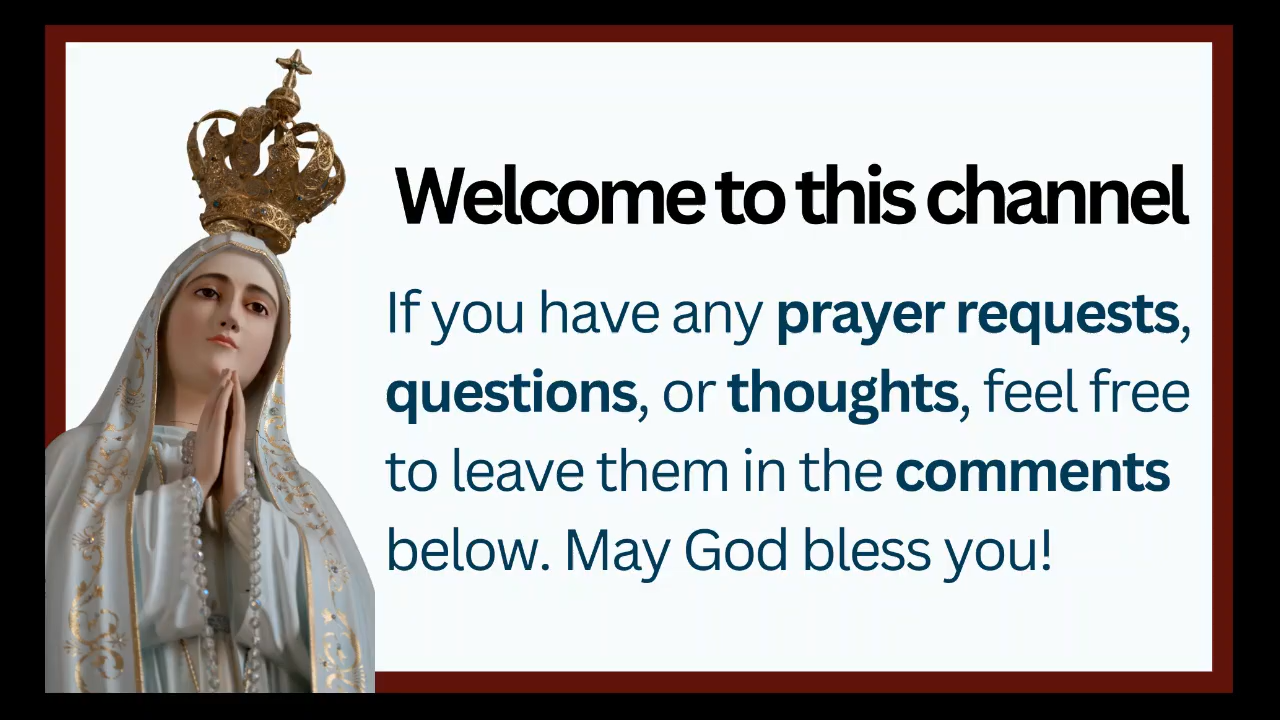 Welcome to this channel
If you have any prayer requests,
questions, or thoughts, feel free
to leave them in the comments
below. May God bless you!